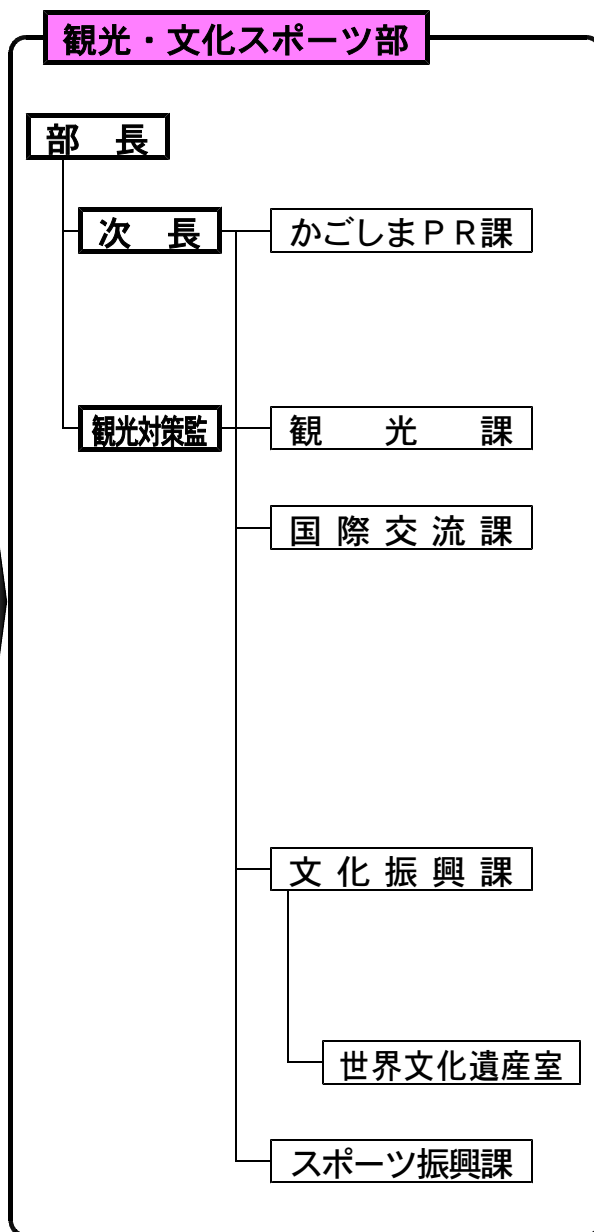 観光・文化スポーツ部
部　長
次　長
かごしまＰＲ課
観光対策監
観　光　課
国際交流課
文化振興課
世界文化遺産室
スポーツ振興課